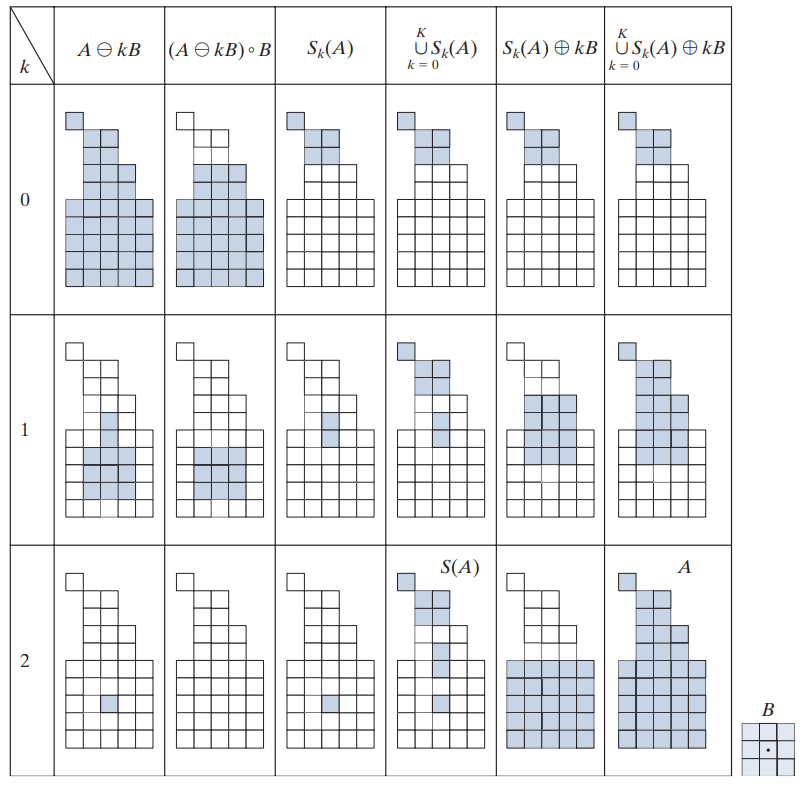 k
A ⊖ kB
(A ⊖ kB) ∘ B
S_k(A)
K
∪ S_k(A)
k = 0
S_k(A) ⊕ kB
K
∪ S_k(A) ⊕ kB
k = 0
0
1
2
S(A)
A
B